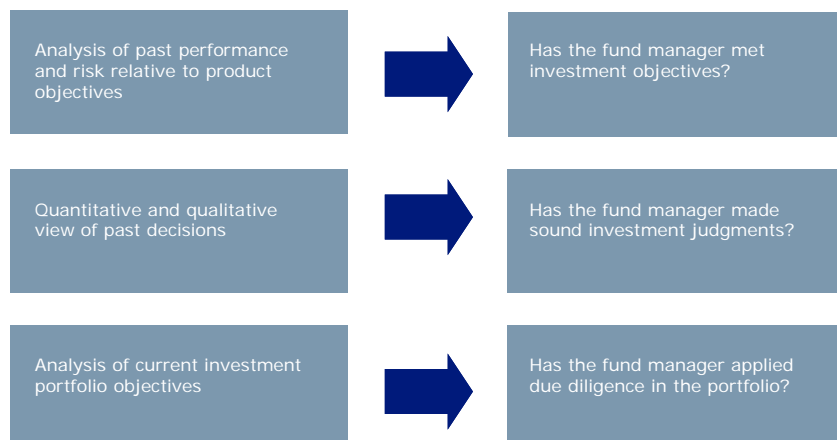 Analysis of past performance
and risk relative to product
objectives
Has the fund manager met
investment objectives?
Quantitative and qualitative
view of past decisions
Has the fund manager made
sound investment judgments?
Analysis of current investment
portfolio objectives
Has the fund manager applied
due diligence in the portfolio?